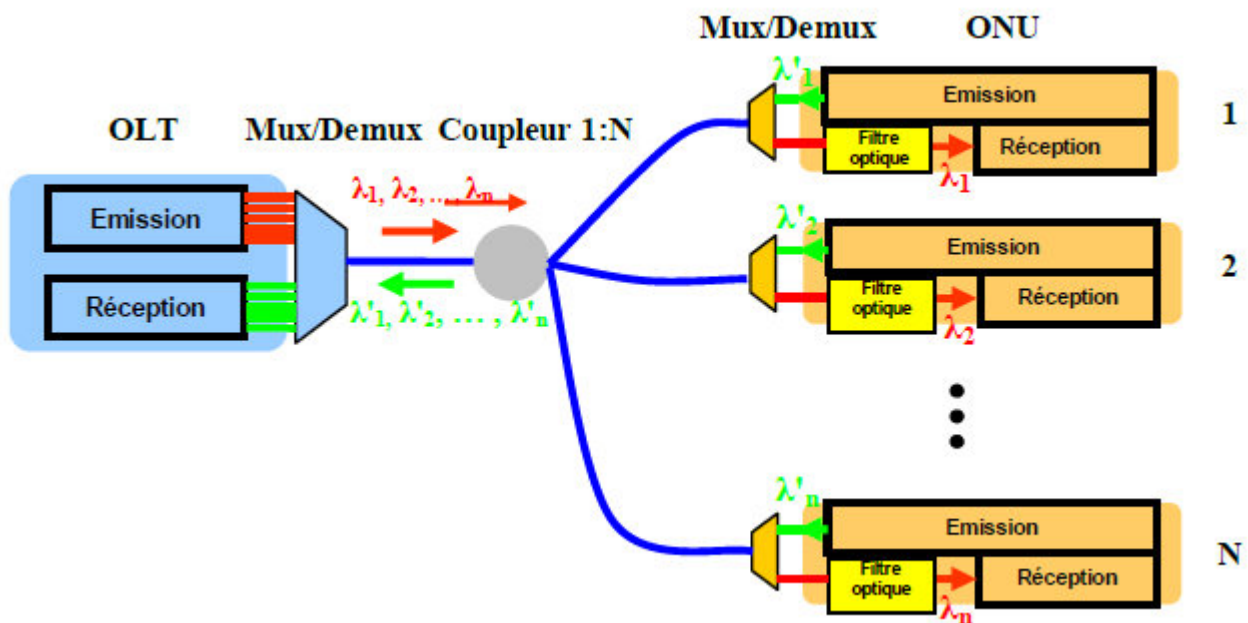 Mux/Demux ONU
OLT Mux/Demux Coupleur 1:N
Emission
Réception
λ₁, λ₂, ..., λₙ
λ'₁, λ'₂, ... , λ'ₙ
λ'₁
Emission
Filtre
optique
λ₁
Réception
1
λ'₂
Emission
Filtre
optique
λ₂
Réception
2
λ'ₙ
Emission
Filtre
optique
λₙ
Réception
N